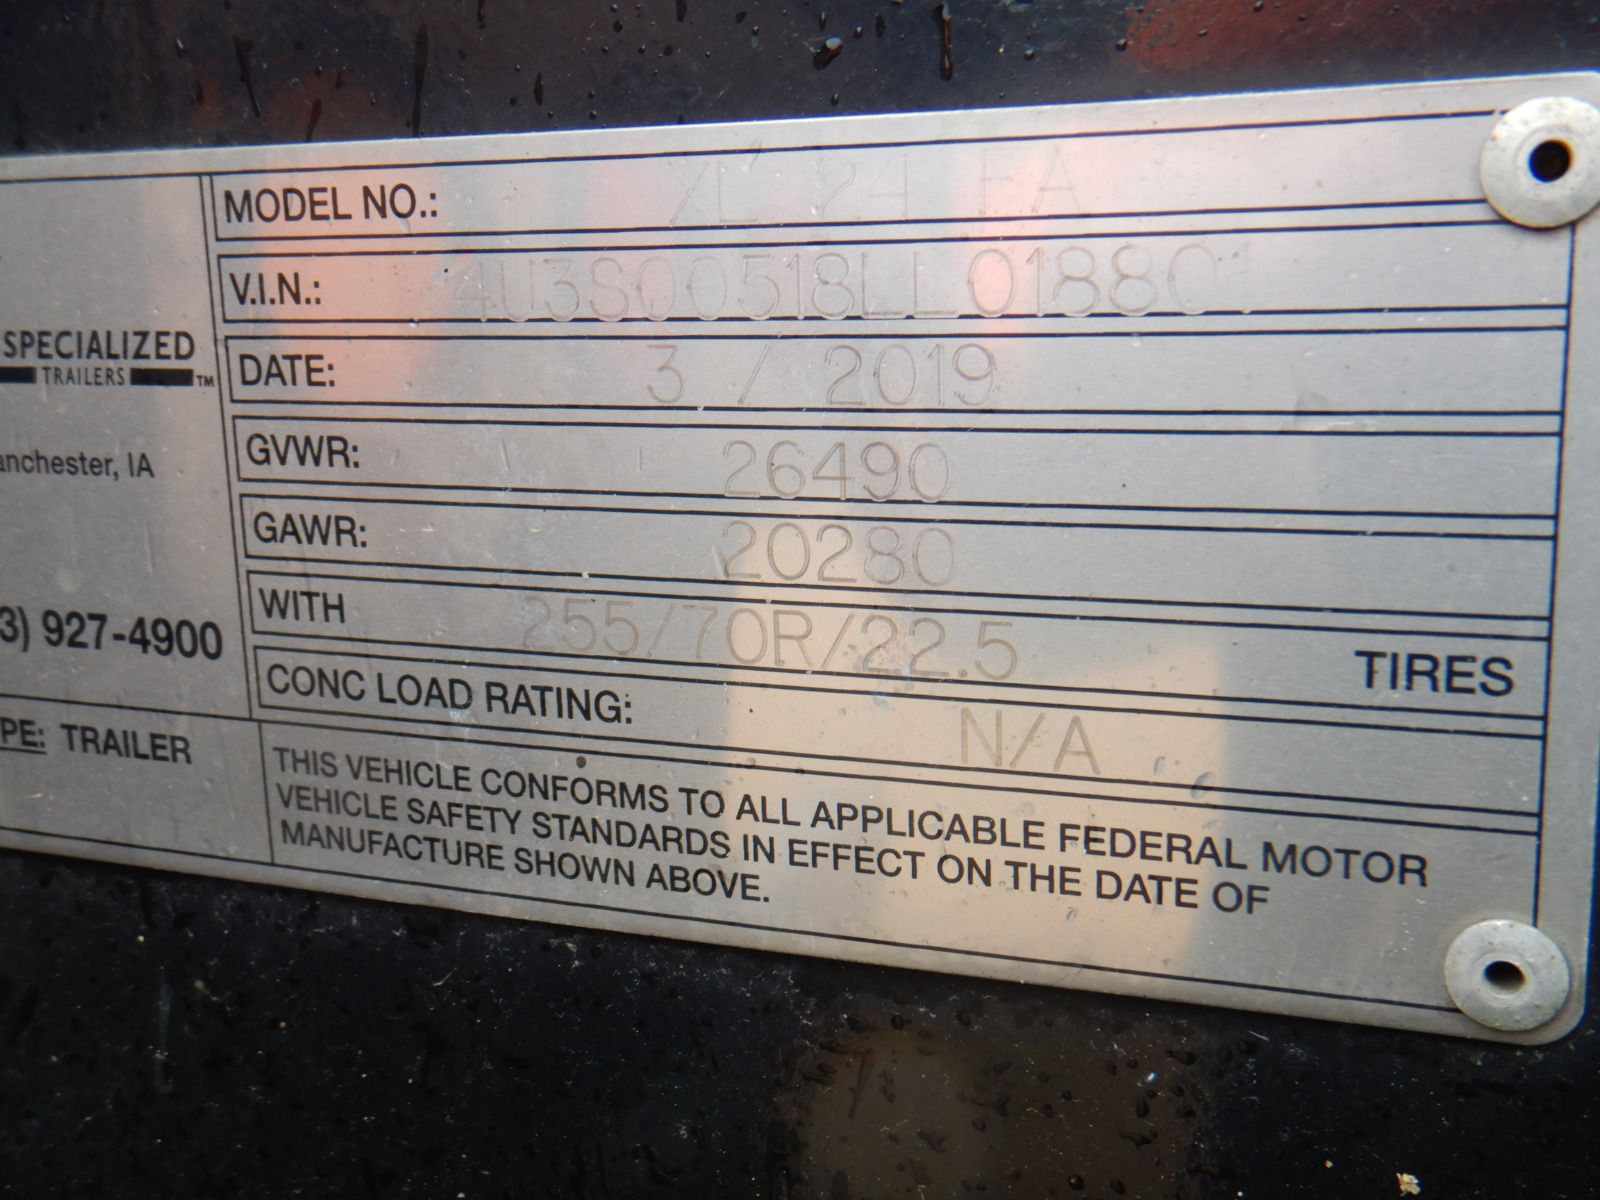 MODEL NO.: XL 24 FA
V.I.N.: 4U3S00518LL018801
SPECIALIZED
TRAILERS TM
DATE: 3 / 2019
GVWR: 26490
anchester, IA
GAWR: 20280
3) 927-4900
WITH 255/70R/22.5 TIRES
CONC LOAD RATING: N/A
PE: TRAILER
THIS VEHICLE CONFORMS TO ALL APPLICABLE FEDERAL MOTOR
VEHICLE SAFETY STANDARDS IN EFFECT ON THE DATE OF
MANUFACTURE SHOWN ABOVE.